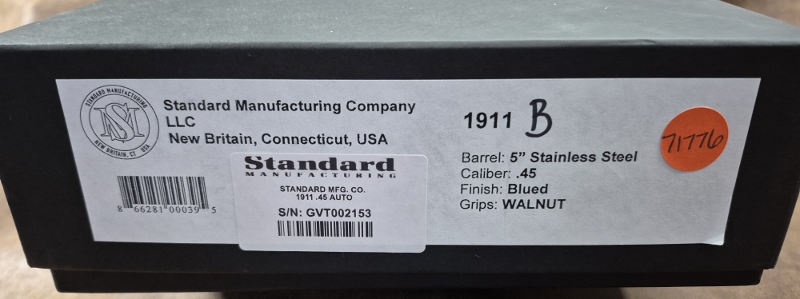 STANDARD MANUFACTURING
SM
NEW BRITAIN, CT USA
Standard Manufacturing Company
LLC
New Britain, Connecticut, USA
8 66281 00039 5
Standard
MANUFACTURING
STANDARD MFG. CO.
1911 .45 AUTO
S/N: GVT002153
1911 B
Barrel: 5” Stainless Steel
Caliber: .45
Finish: Blued
Grips: WALNUT
71776